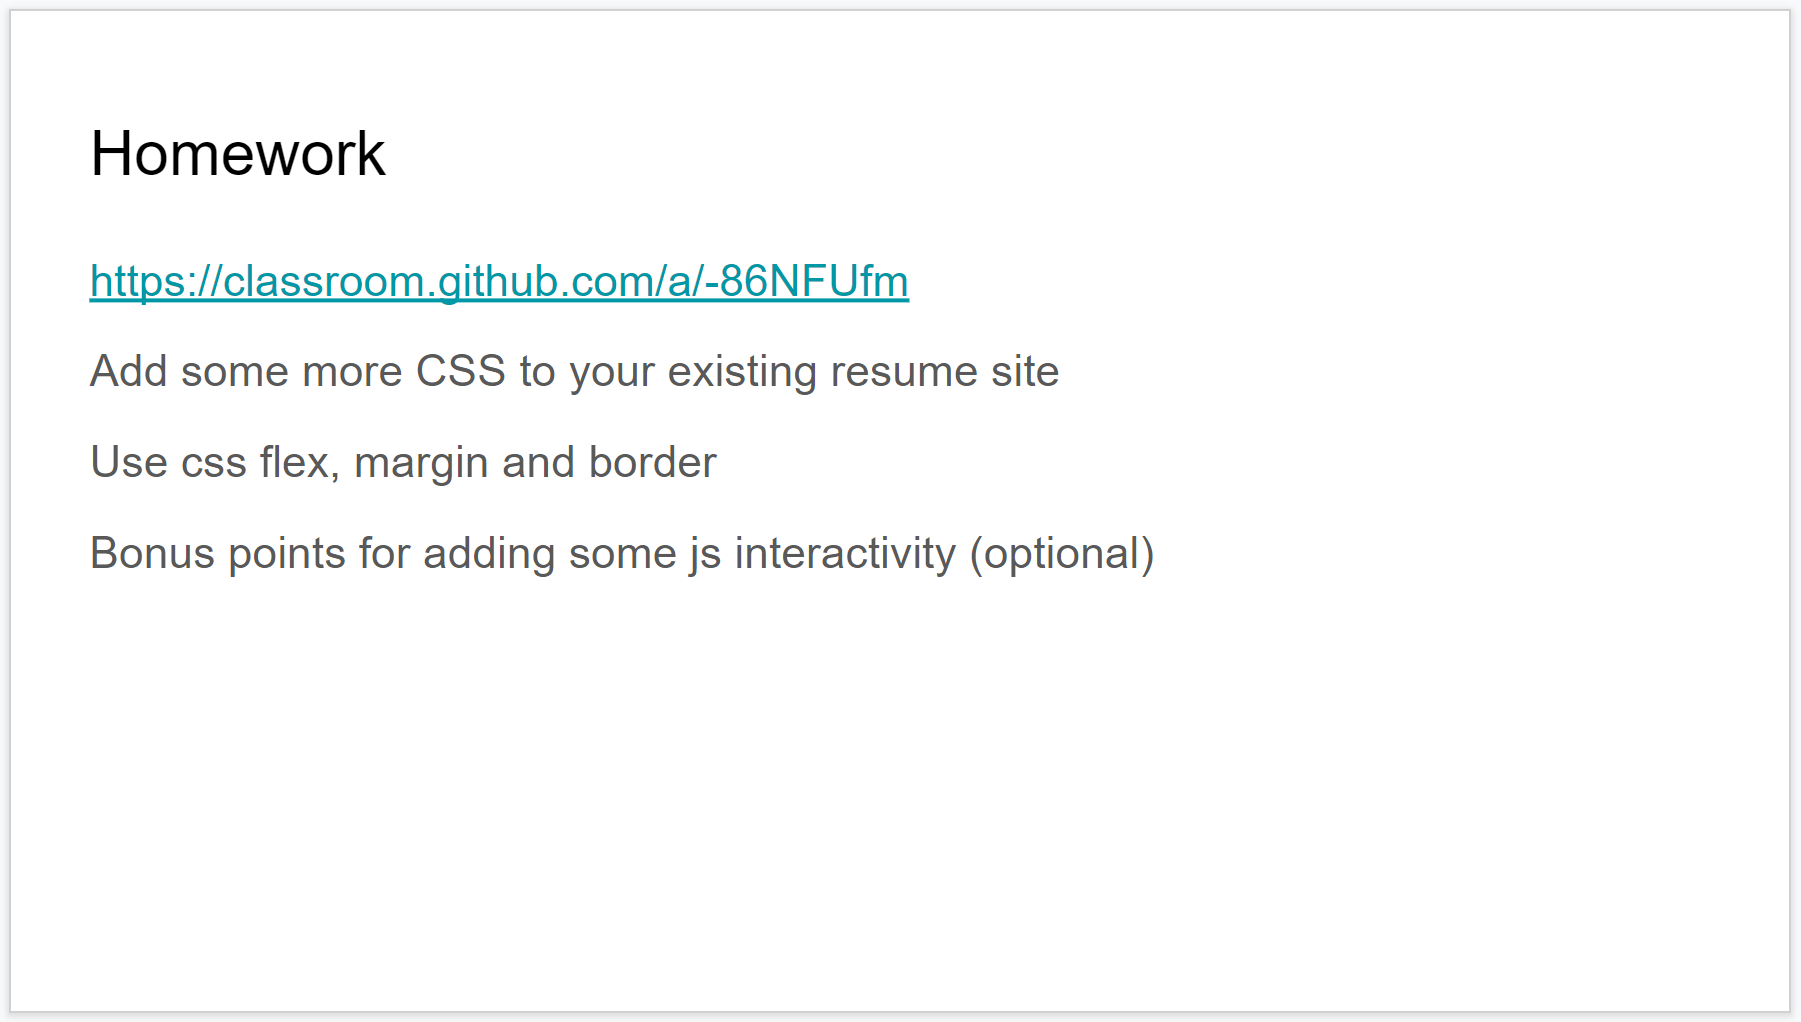 Homework
https://classroom.github.com/a/-86NFUfm
Add some more CSS to your existing resume site
Use css flex, margin and border
Bonus points for adding some js interactivity (optional)